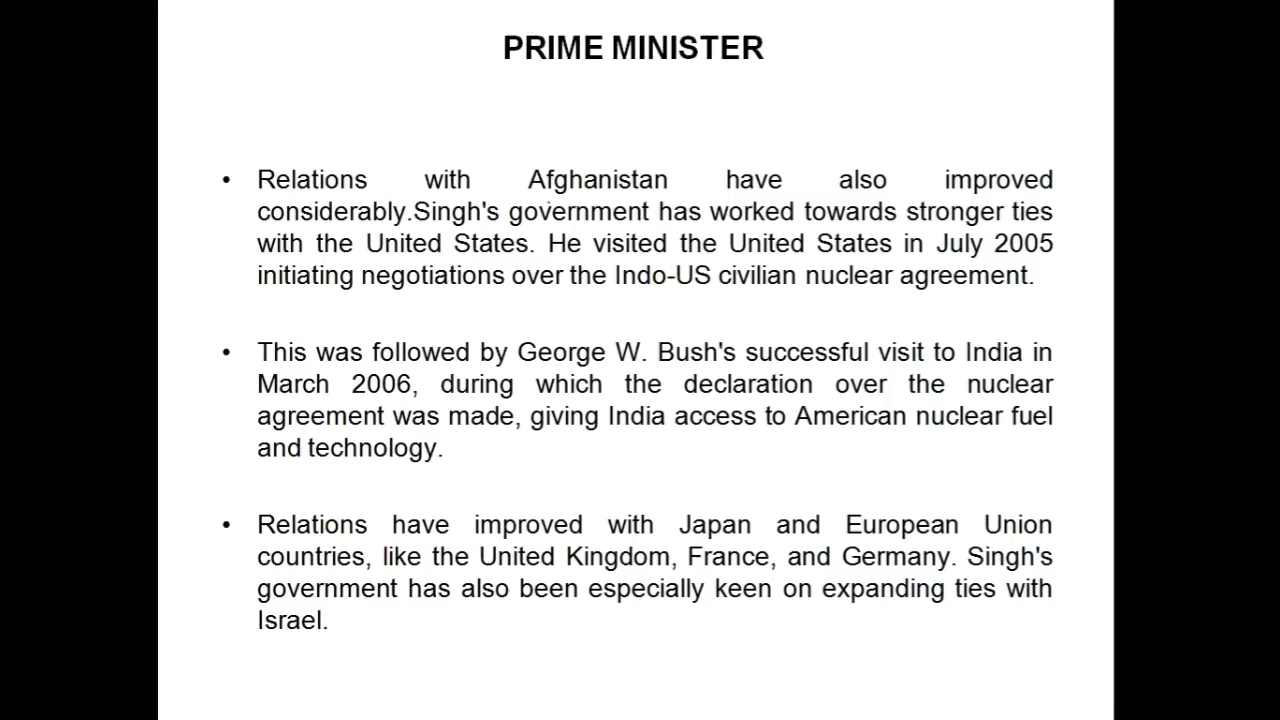 PRIME MINISTER
• Relations with Afghanistan have also improved
considerably.Singh's government has worked towards stronger ties
with the United States. He visited the United States in July 2005
initiating negotiations over the Indo-US civilian nuclear agreement.
• This was followed by George W. Bush's successful visit to India in
March 2006, during which the declaration over the nuclear
agreement was made, giving India access to American nuclear fuel
and technology.
• Relations have improved with Japan and European Union
countries, like the United Kingdom, France, and Germany. Singh's
government has also been especially keen on expanding ties with
Israel.